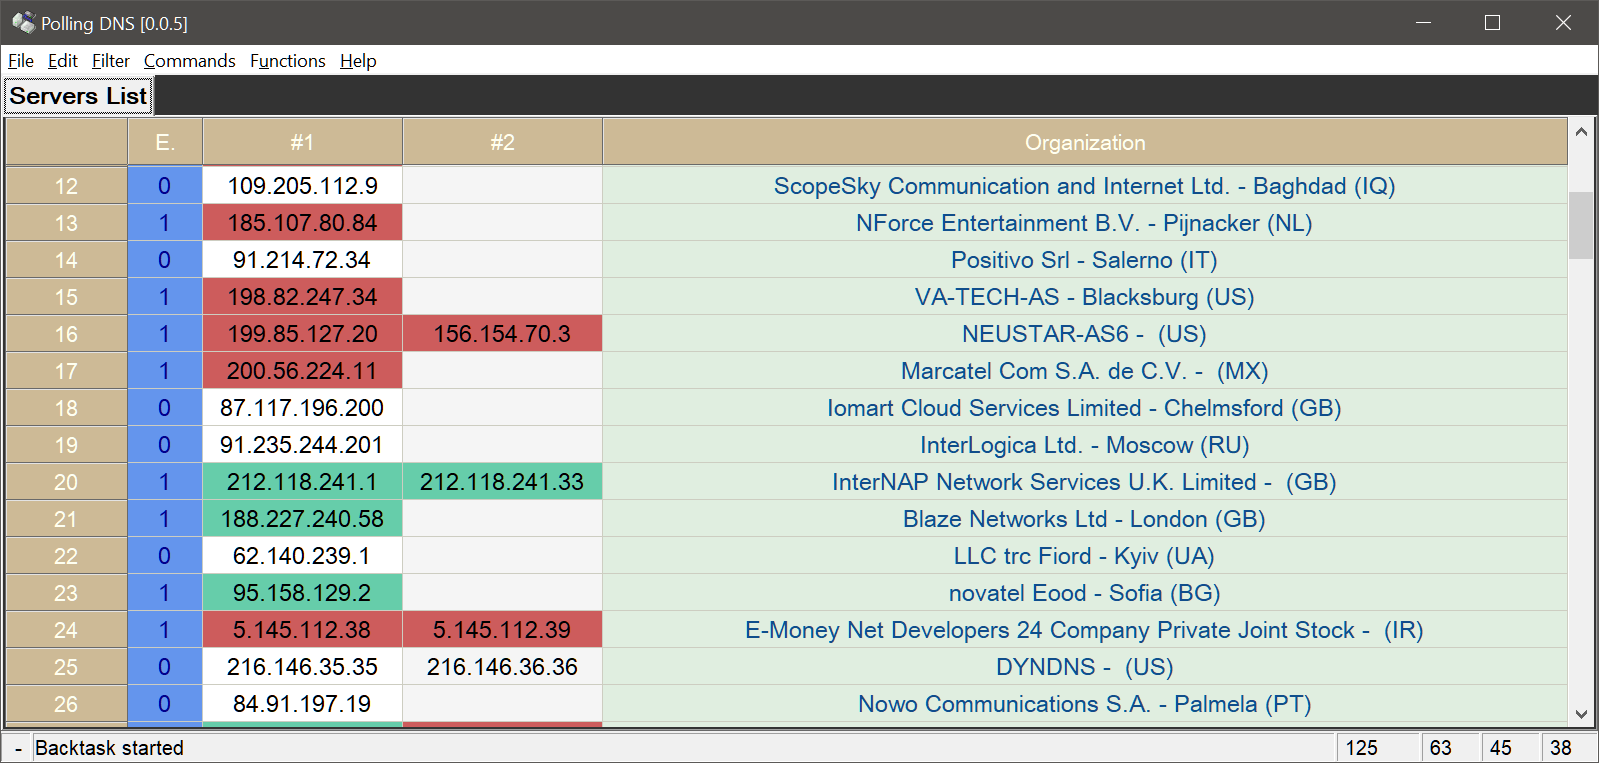 Polling DNS [0.0.5]
File Edit Filter Commands Functions Help
Servers List
E. #1 #2 Organization
12 0 109.205.112.9 ScopeSky Communication and Internet Ltd. - Baghdad (IQ)
13 1 185.107.80.84 NForce Entertainment B.V. - Pijnacker (NL)
14 0 91.214.72.34 Positivo Srl - Salerno (IT)
15 1 198.82.247.34 VA-TECH-AS - Blacksburg (US)
16 1 199.85.127.20 156.154.70.3 NEUSTAR-AS6 - (US)
17 1 200.56.224.11 Marcatel Com S.A. de C.V. - (MX)
18 0 87.117.196.200 Iomart Cloud Services Limited - Chelmsford (GB)
19 0 91.235.244.201 InterLogica Ltd. - Moscow (RU)
20 1 212.118.241.1 212.118.241.33 InterNAP Network Services U.K. Limited - (GB)
21 1 188.227.240.58 Blaze Networks Ltd - London (GB)
22 0 62.140.239.1 LLC trc Fiord - Kyiv (UA)
23 1 95.158.129.2 novatel Eood - Sofia (BG)
24 1 5.145.112.38 5.145.112.39 E-Money Net Developers 24 Company Private Joint Stock - (IR)
25 0 216.146.35.35 216.146.36.36 DYNDNS - (US)
26 0 84.91.197.19 Nowo Communications S.A. - Palmela (PT)
- Backtask started 125 63 45 38